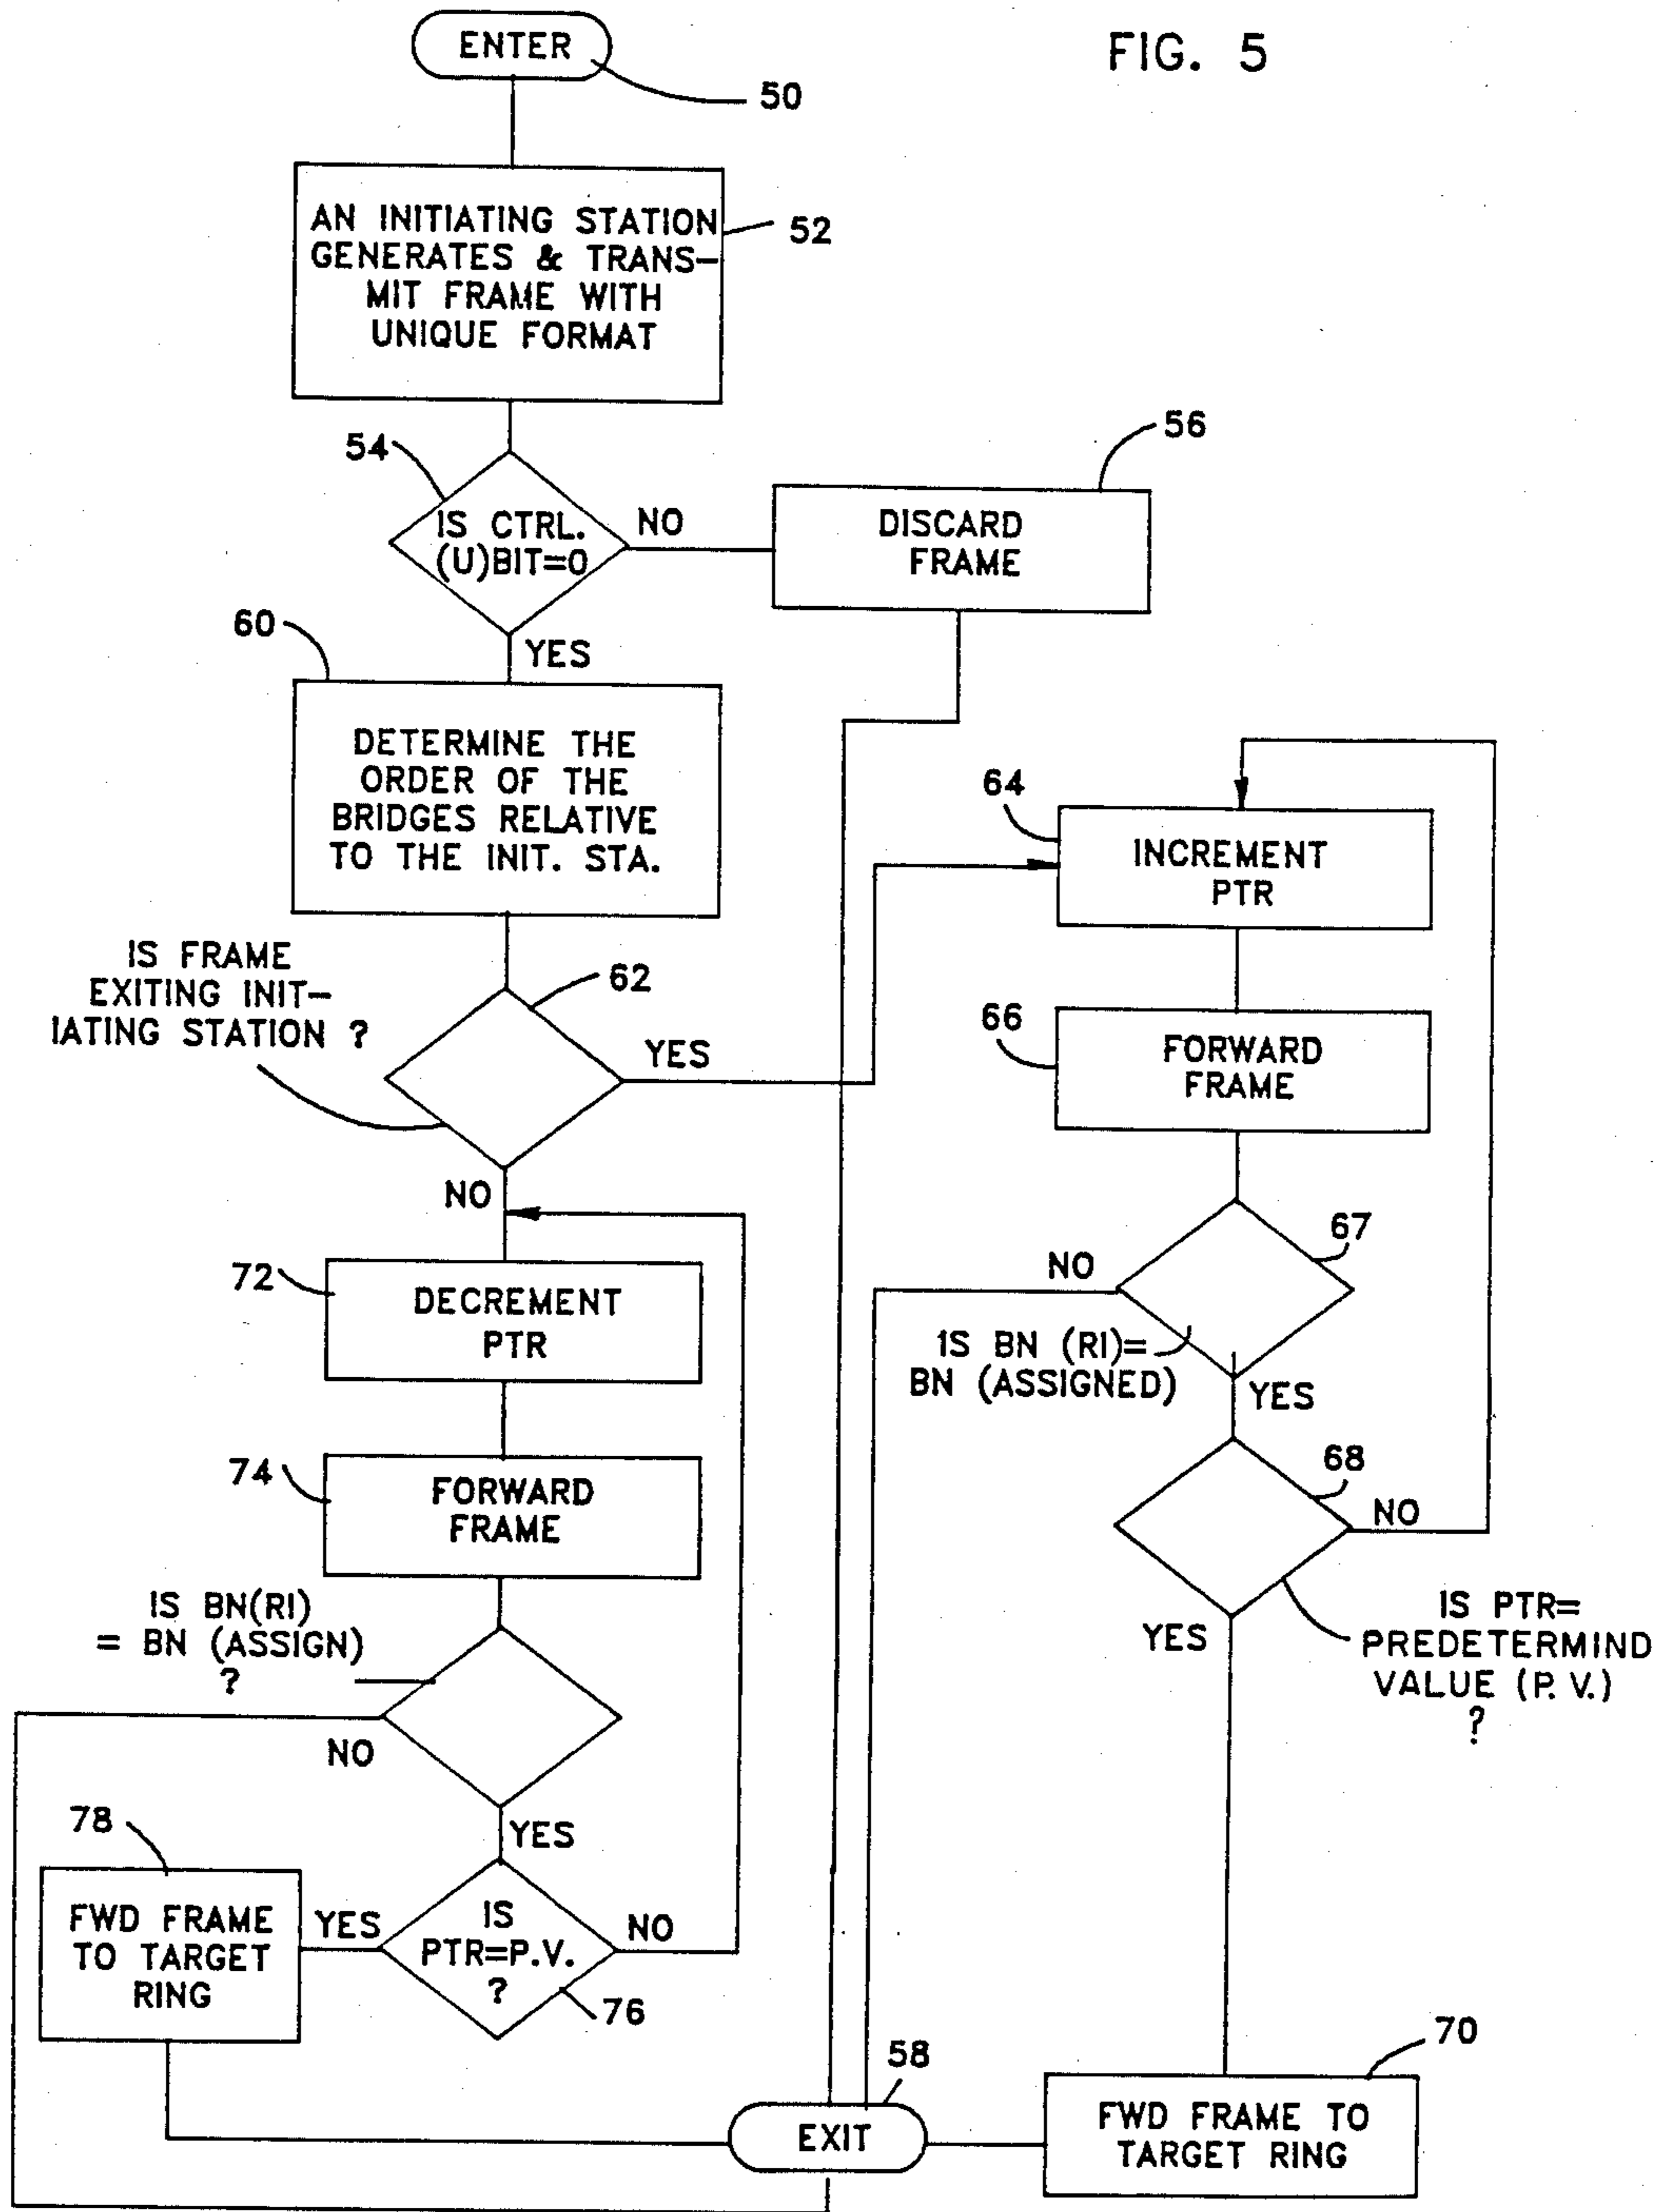 FIG. 5
ENTER
50
AN INITIATING STATION
GENERATES & TRANS-
MIT FRAME WITH
UNIQUE FORMAT
52
54
IS CTRL.
(U)BIT=0
NO
YES
56
DISCARD
FRAME
60
DETERMINE THE
ORDER OF THE
BRIDGES RELATIVE
TO THE INIT. STA.
IS FRAME
EXITING INIT-
IATING STATION ?
62
YES
NO
64
INCREMENT
PTR
66
FORWARD
FRAME
67
NO
IS BN (RI)=
BN (ASSIGNED)
YES
68
NO
YES
IS PTR=
PREDETERMIND
VALUE (P.V.)
?
72
DECREMENT
PTR
74
FORWARD
FRAME
IS BN(RI)
= BN (ASSIGN)
?
NO
YES
78
FWD FRAME
TO TARGET
RING
YES
IS
PTR=P.V.
?
NO
76
58
EXIT
70
FWD FRAME TO
TARGET RING